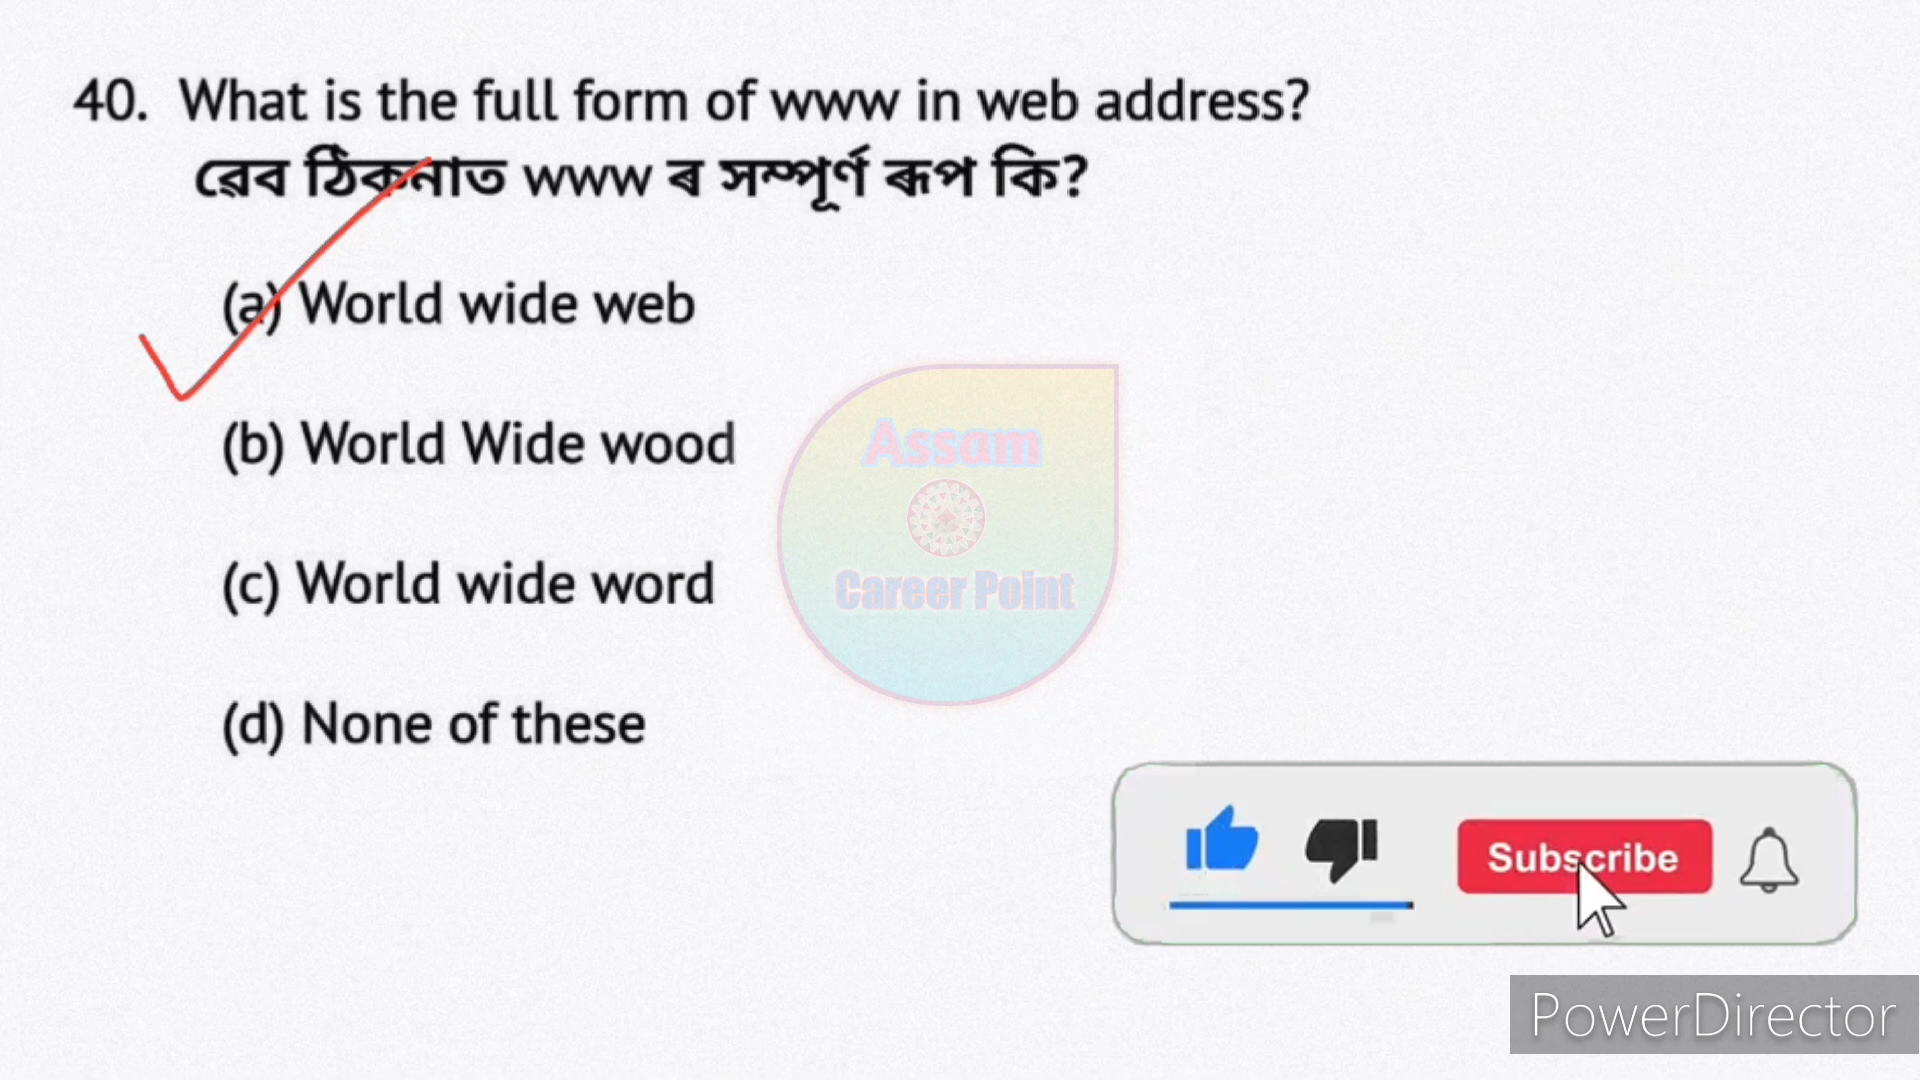 40. What is the full form of www in web address?
ৱেব ঠিকনাত www ৰ সম্পূৰ্ণ ৰূপ কি?
(a) World wide web
(b) World Wide wood
(c) World wide word
(d) None of these
Assam
Career Point
Subscribe
PowerDirector